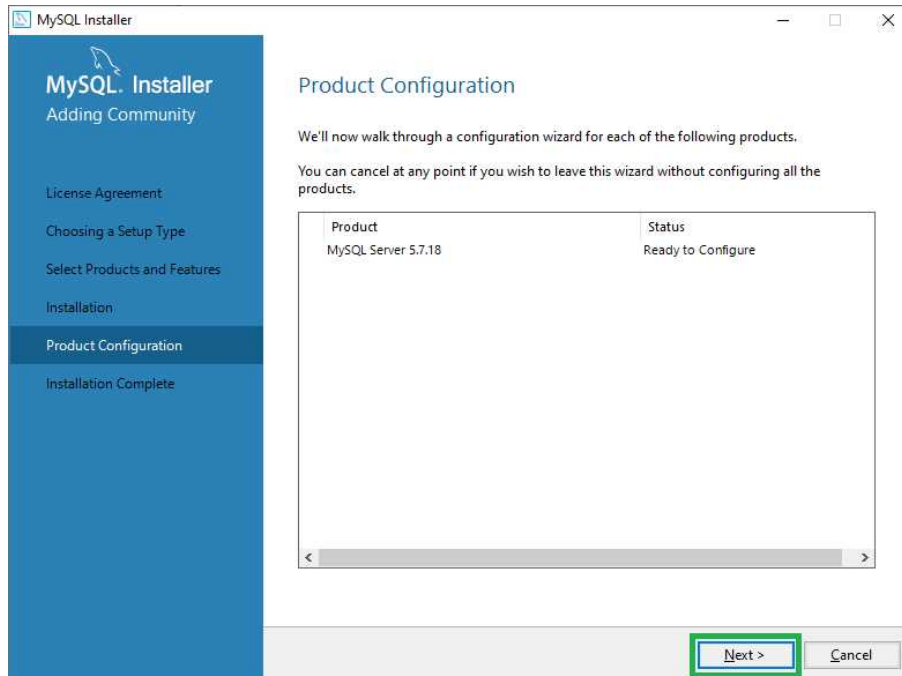 MySQL Installer
MySQL. Installer
Adding Community
License Agreement
Choosing a Setup Type
Select Products and Features
Installation
Product Configuration
Installation Complete
Product Configuration
We'll now walk through a configuration wizard for each of the following products.
You can cancel at any point if you wish to leave this wizard without configuring all the
products.
Product Status
MySQL Server 5.7.18 Ready to Configure
Next > Cancel